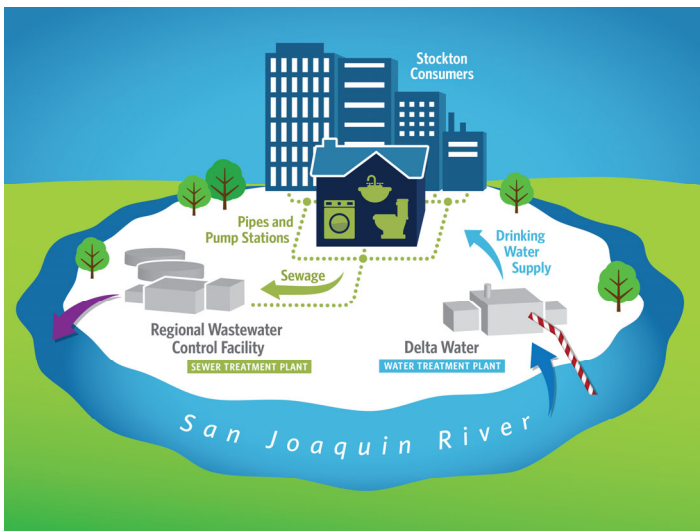 Stockton
Consumers
Pipes and
Pump Stations
Drinking
Water
Supply
Sewage
Regional Wastewater
Control Facility
SEWER TREATMENT PLANT
Delta Water
WATER TREATMENT PLANT
San Joaquin River